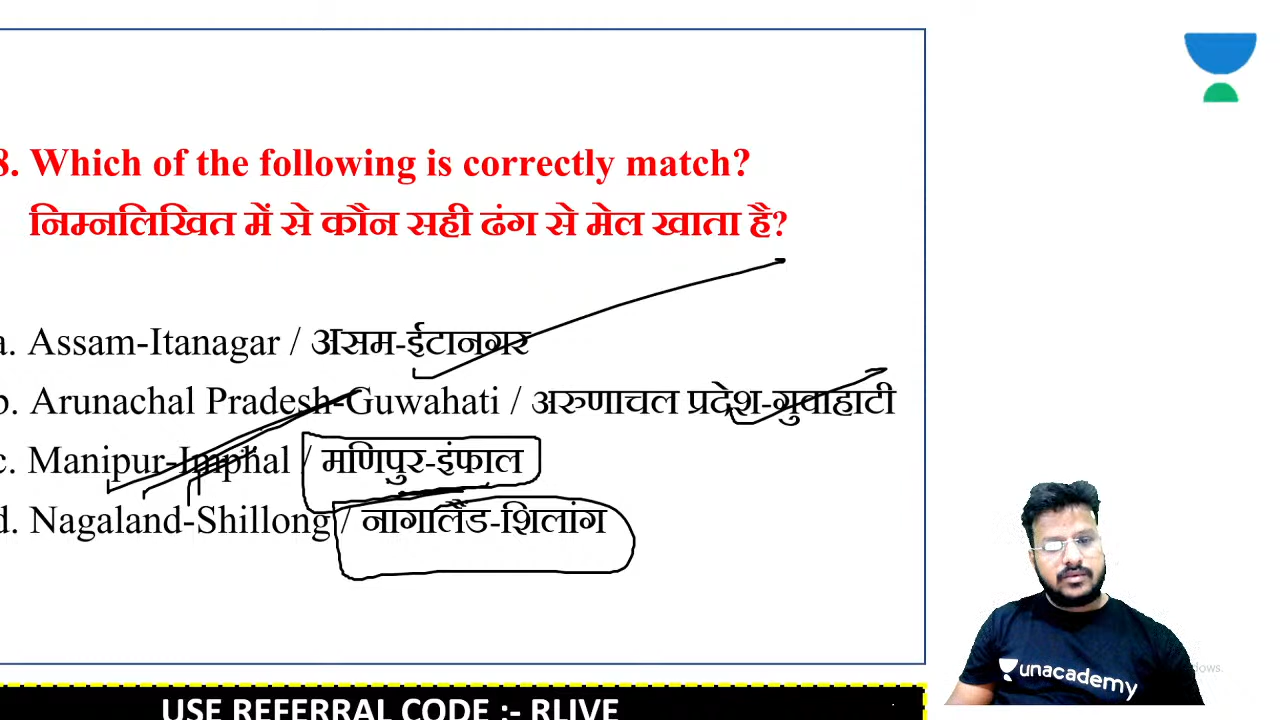 8. Which of the following is correctly match?
निम्नलिखित में से कौन सही ढंग से मेल खाता है?
a. Assam-Itanagar / असम-ईटानगर
b. Arunachal Pradesh-Guwahati / अरुणाचल प्रदेश-गुवाहाटी
c. Manipur-Imphal / मणिपुर-इंफाल
d. Nagaland-Shillong / नागालैंड-शिलांग
unacademy
USE REFERRAL CODE :- RLIVE